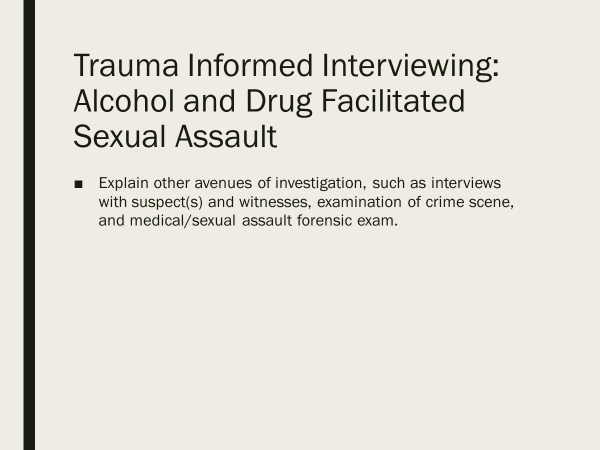 Trauma Informed Interviewing:
Alcohol and Drug Facilitated
Sexual Assault
■ Explain other avenues of investigation, such as interviews
with suspect(s) and witnesses, examination of crime scene,
and medical/sexual assault forensic exam.